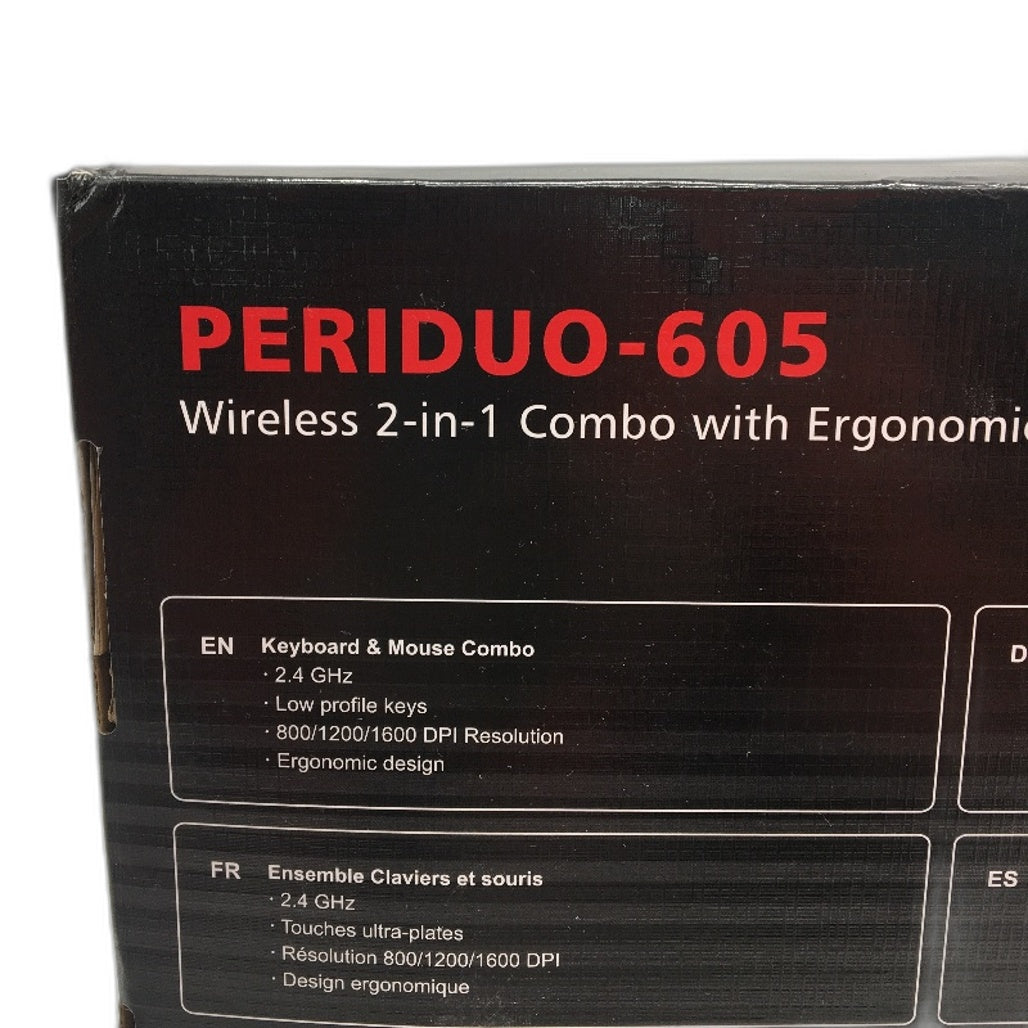 PERIDUO-605
Wireless 2-in-1 Combo with Ergonomic
EN Keyboard & Mouse Combo
· 2.4 GHz
· Low profile keys
· 800/1200/1600 DPI Resolution
· Ergonomic design
D
FR Ensemble Claviers et souris
· 2.4 GHz
· Touches ultra-plates
· Résolution 800/1200/1600 DPI
· Design ergonomique
ES